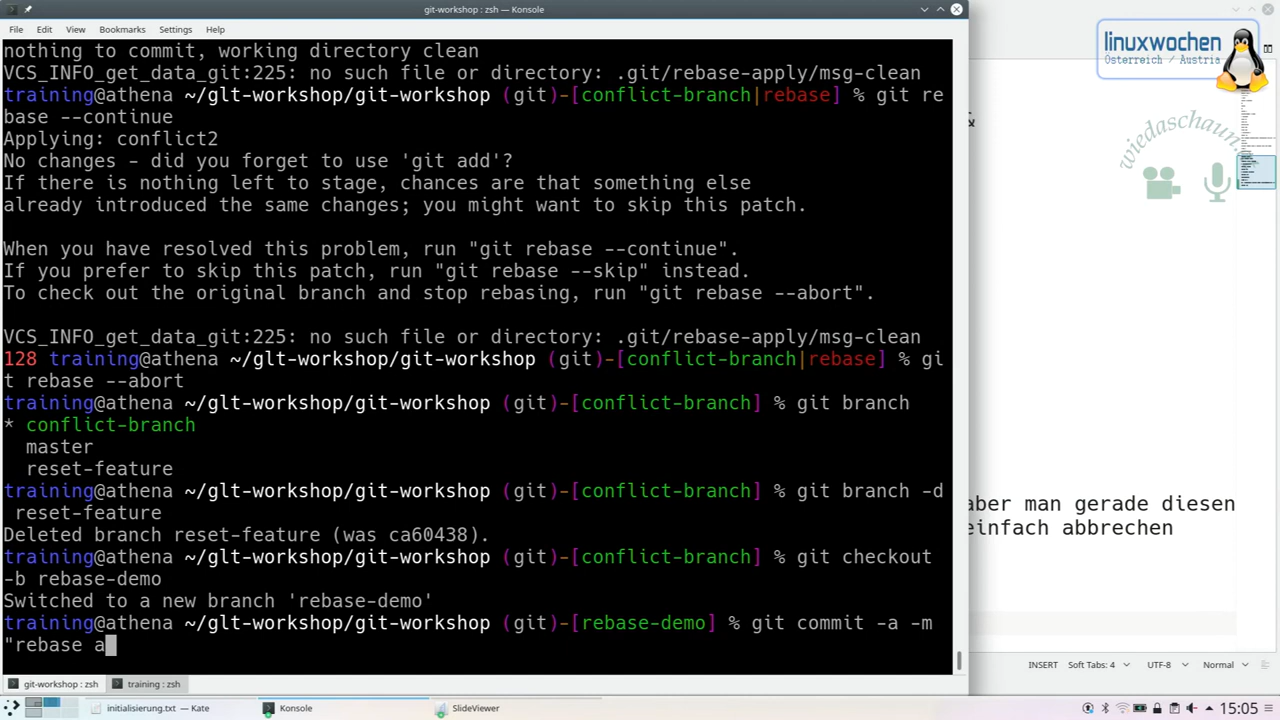 git-workshop : zsh — Konsole
File Edit View Bookmarks Settings Help
nothing to commit, working directory clean
VCS_INFO_get_data_git:225: no such file or directory: .git/rebase-apply/msg-clean
training@athena ~/glt-workshop/git-workshop (git)-[conflict-branch|rebase] % git re
base --continue
Applying: conflict2
No changes - did you forget to use 'git add'?
If there is nothing left to stage, chances are that something else
already introduced the same changes; you might want to skip this patch.
When you have resolved this problem, run "git rebase --continue".
If you prefer to skip this patch, run "git rebase --skip" instead.
To check out the original branch and stop rebasing, run "git rebase --abort".
VCS_INFO_get_data_git:225: no such file or directory: .git/rebase-apply/msg-clean
128 training@athena ~/glt-workshop/git-workshop (git)-[conflict-branch|rebase] % gi
t rebase --abort
training@athena ~/glt-workshop/git-workshop (git)-[conflict-branch] % git branch
* conflict-branch
master
reset-feature
training@athena ~/glt-workshop/git-workshop (git)-[conflict-branch] % git branch -d
reset-feature
Deleted branch reset-feature (was ca60438).
training@athena ~/glt-workshop/git-workshop (git)-[conflict-branch] % git checkout
-b rebase-demo
Switched to a new branch 'rebase-demo'
training@athena ~/glt-workshop/git-workshop (git)-[rebase-demo] % git commit -a -m
"rebase a
git-workshop : zsh training : zsh
linuxwochen
Österreich / Austria
wiedaschaun.
&
aber man gerade diesen
einfach abbrechen
INSERT Soft Tabs: 4 UTF-8 Normal
initialisierung.txt — Kate Konsole SlideViewer 15:05